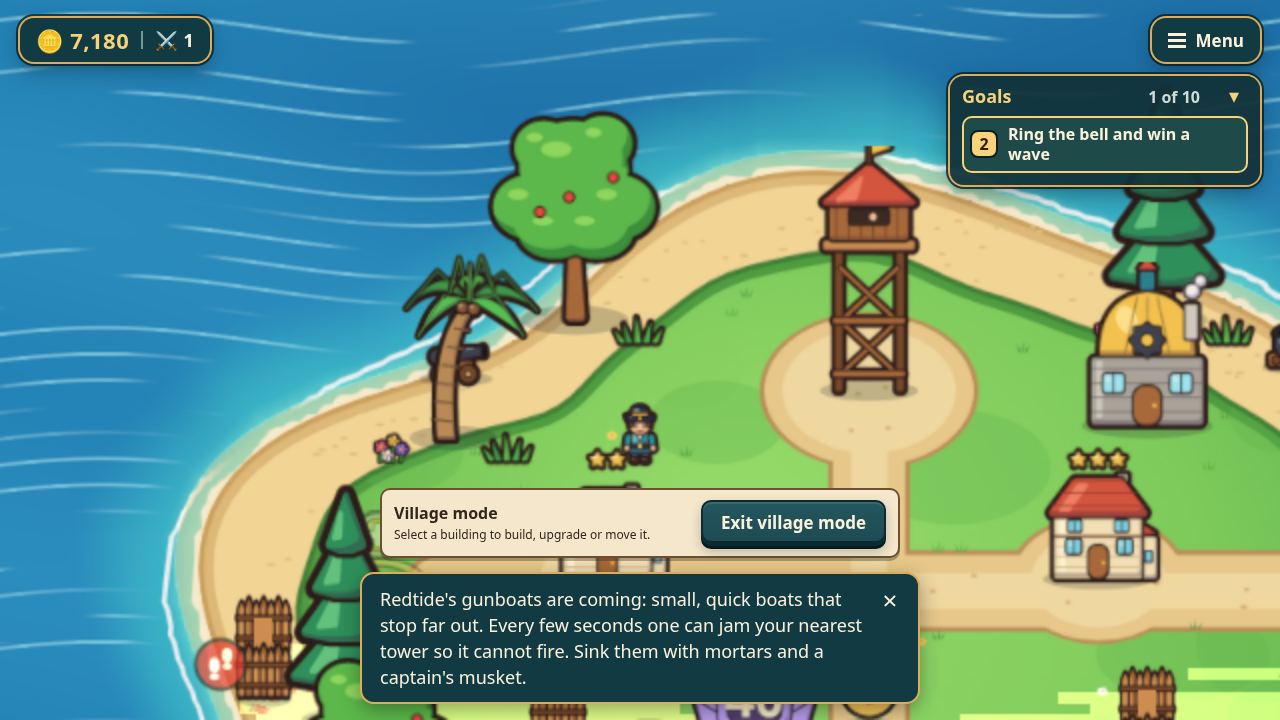 7,180
1
Menu
Goals
1 of 10
2
Ring the bell and win a
wave
Village mode
Select a building to build, upgrade or move it.
Exit village mode
Redtide's gunboats are coming: small, quick boats that
stop far out. Every few seconds one can jam your nearest
tower so it cannot fire. Sink them with mortars and a
captain's musket.